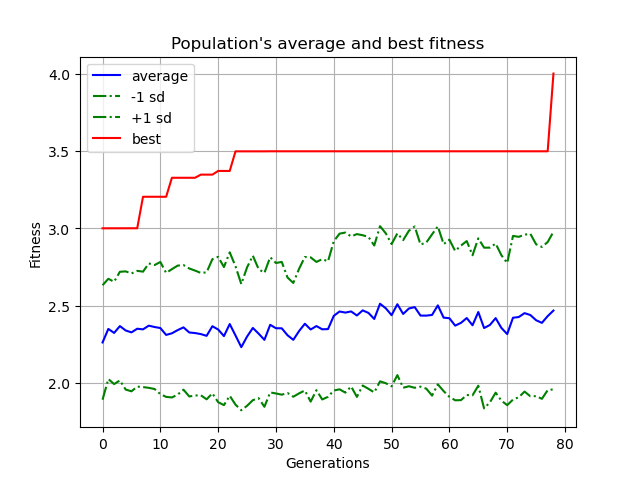 Population's average and best fitness
average
-1 sd
+1 sd
best
4.0
3.5
3.0
2.5
2.0
Fitness
0 10 20 30 40 50 60 70 80
Generations